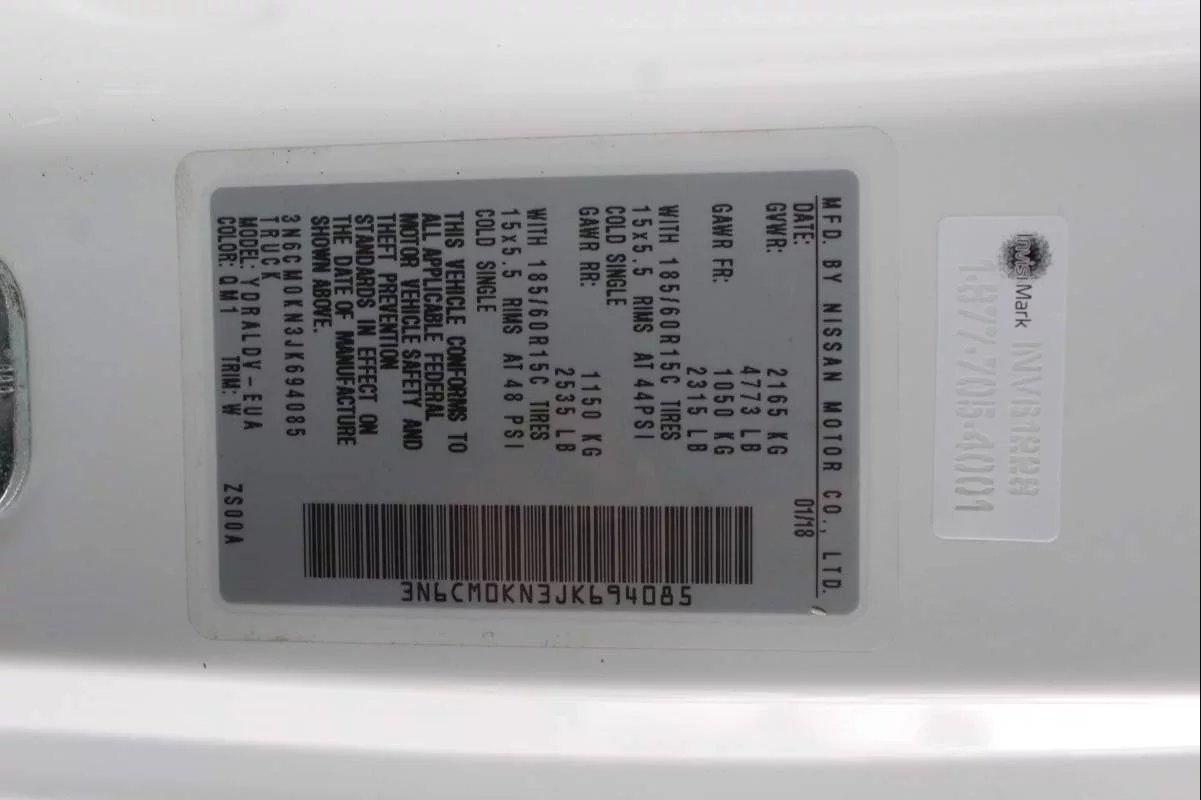 MFD. BY NISSAN MOTOR CO., LTD.
DATE: 01/18
GVWR: 2165 KG
4773 LB
GAWR FR: 1050 KG
2315 LB
WITH 185/60R15C TIRES
15x5.5 RIMS AT 44PSI
COLD SINGLE
GAWR RR: 1150 KG
2535 LB
WITH 185/60R15C TIRES
15x5.5 RIMS AT 48 PSI
COLD SINGLE
THIS VEHICLE CONFORMS TO
ALL APPLICABLE FEDERAL
MOTOR VEHICLE SAFETY AND
THEFT PREVENTION
STANDARDS IN EFFECT ON
THE DATE OF MANUFACTURE
SHOWN ABOVE.
3N6CM0KN3JK694085
TRUCK
MODEL: YDRALDV-EUA
COLOR: QM1 TRIM: W
ZS00A
3N6CM0KN3JK694085
Mark
1.877.705.4001